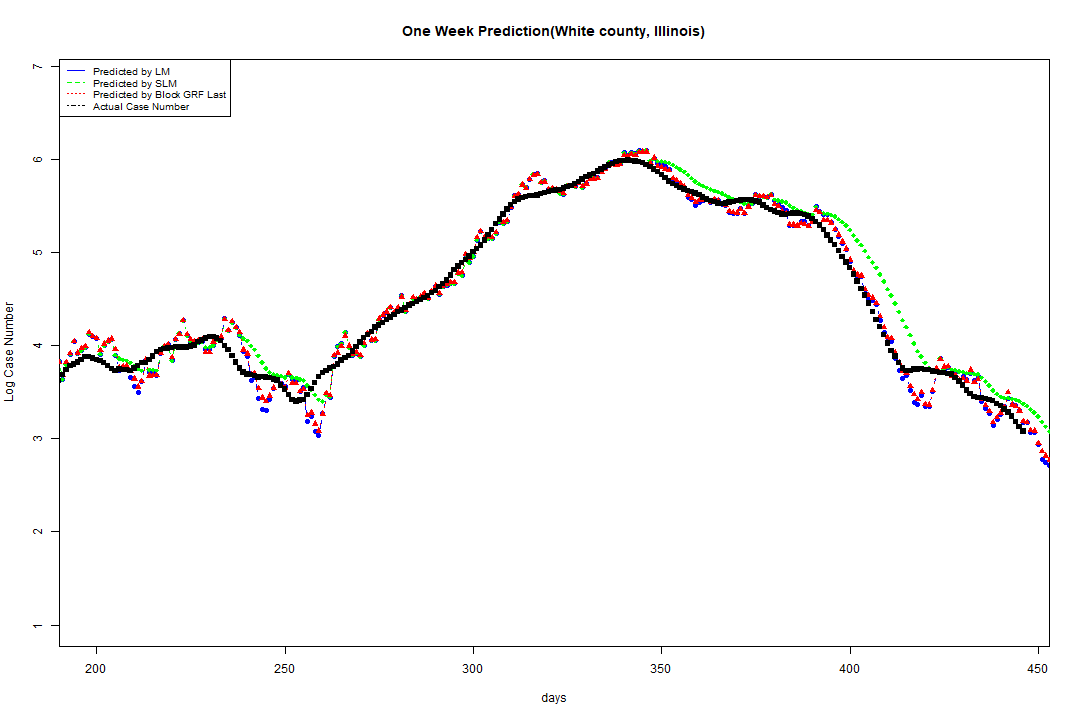 One Week Prediction(White county, Illinois)
Predicted by LM
Predicted by SLM
Predicted by Block GRF Last
Actual Case Number
Log Case Number
7
6
5
4
3
2
1
200 250 300 350 400 450
days